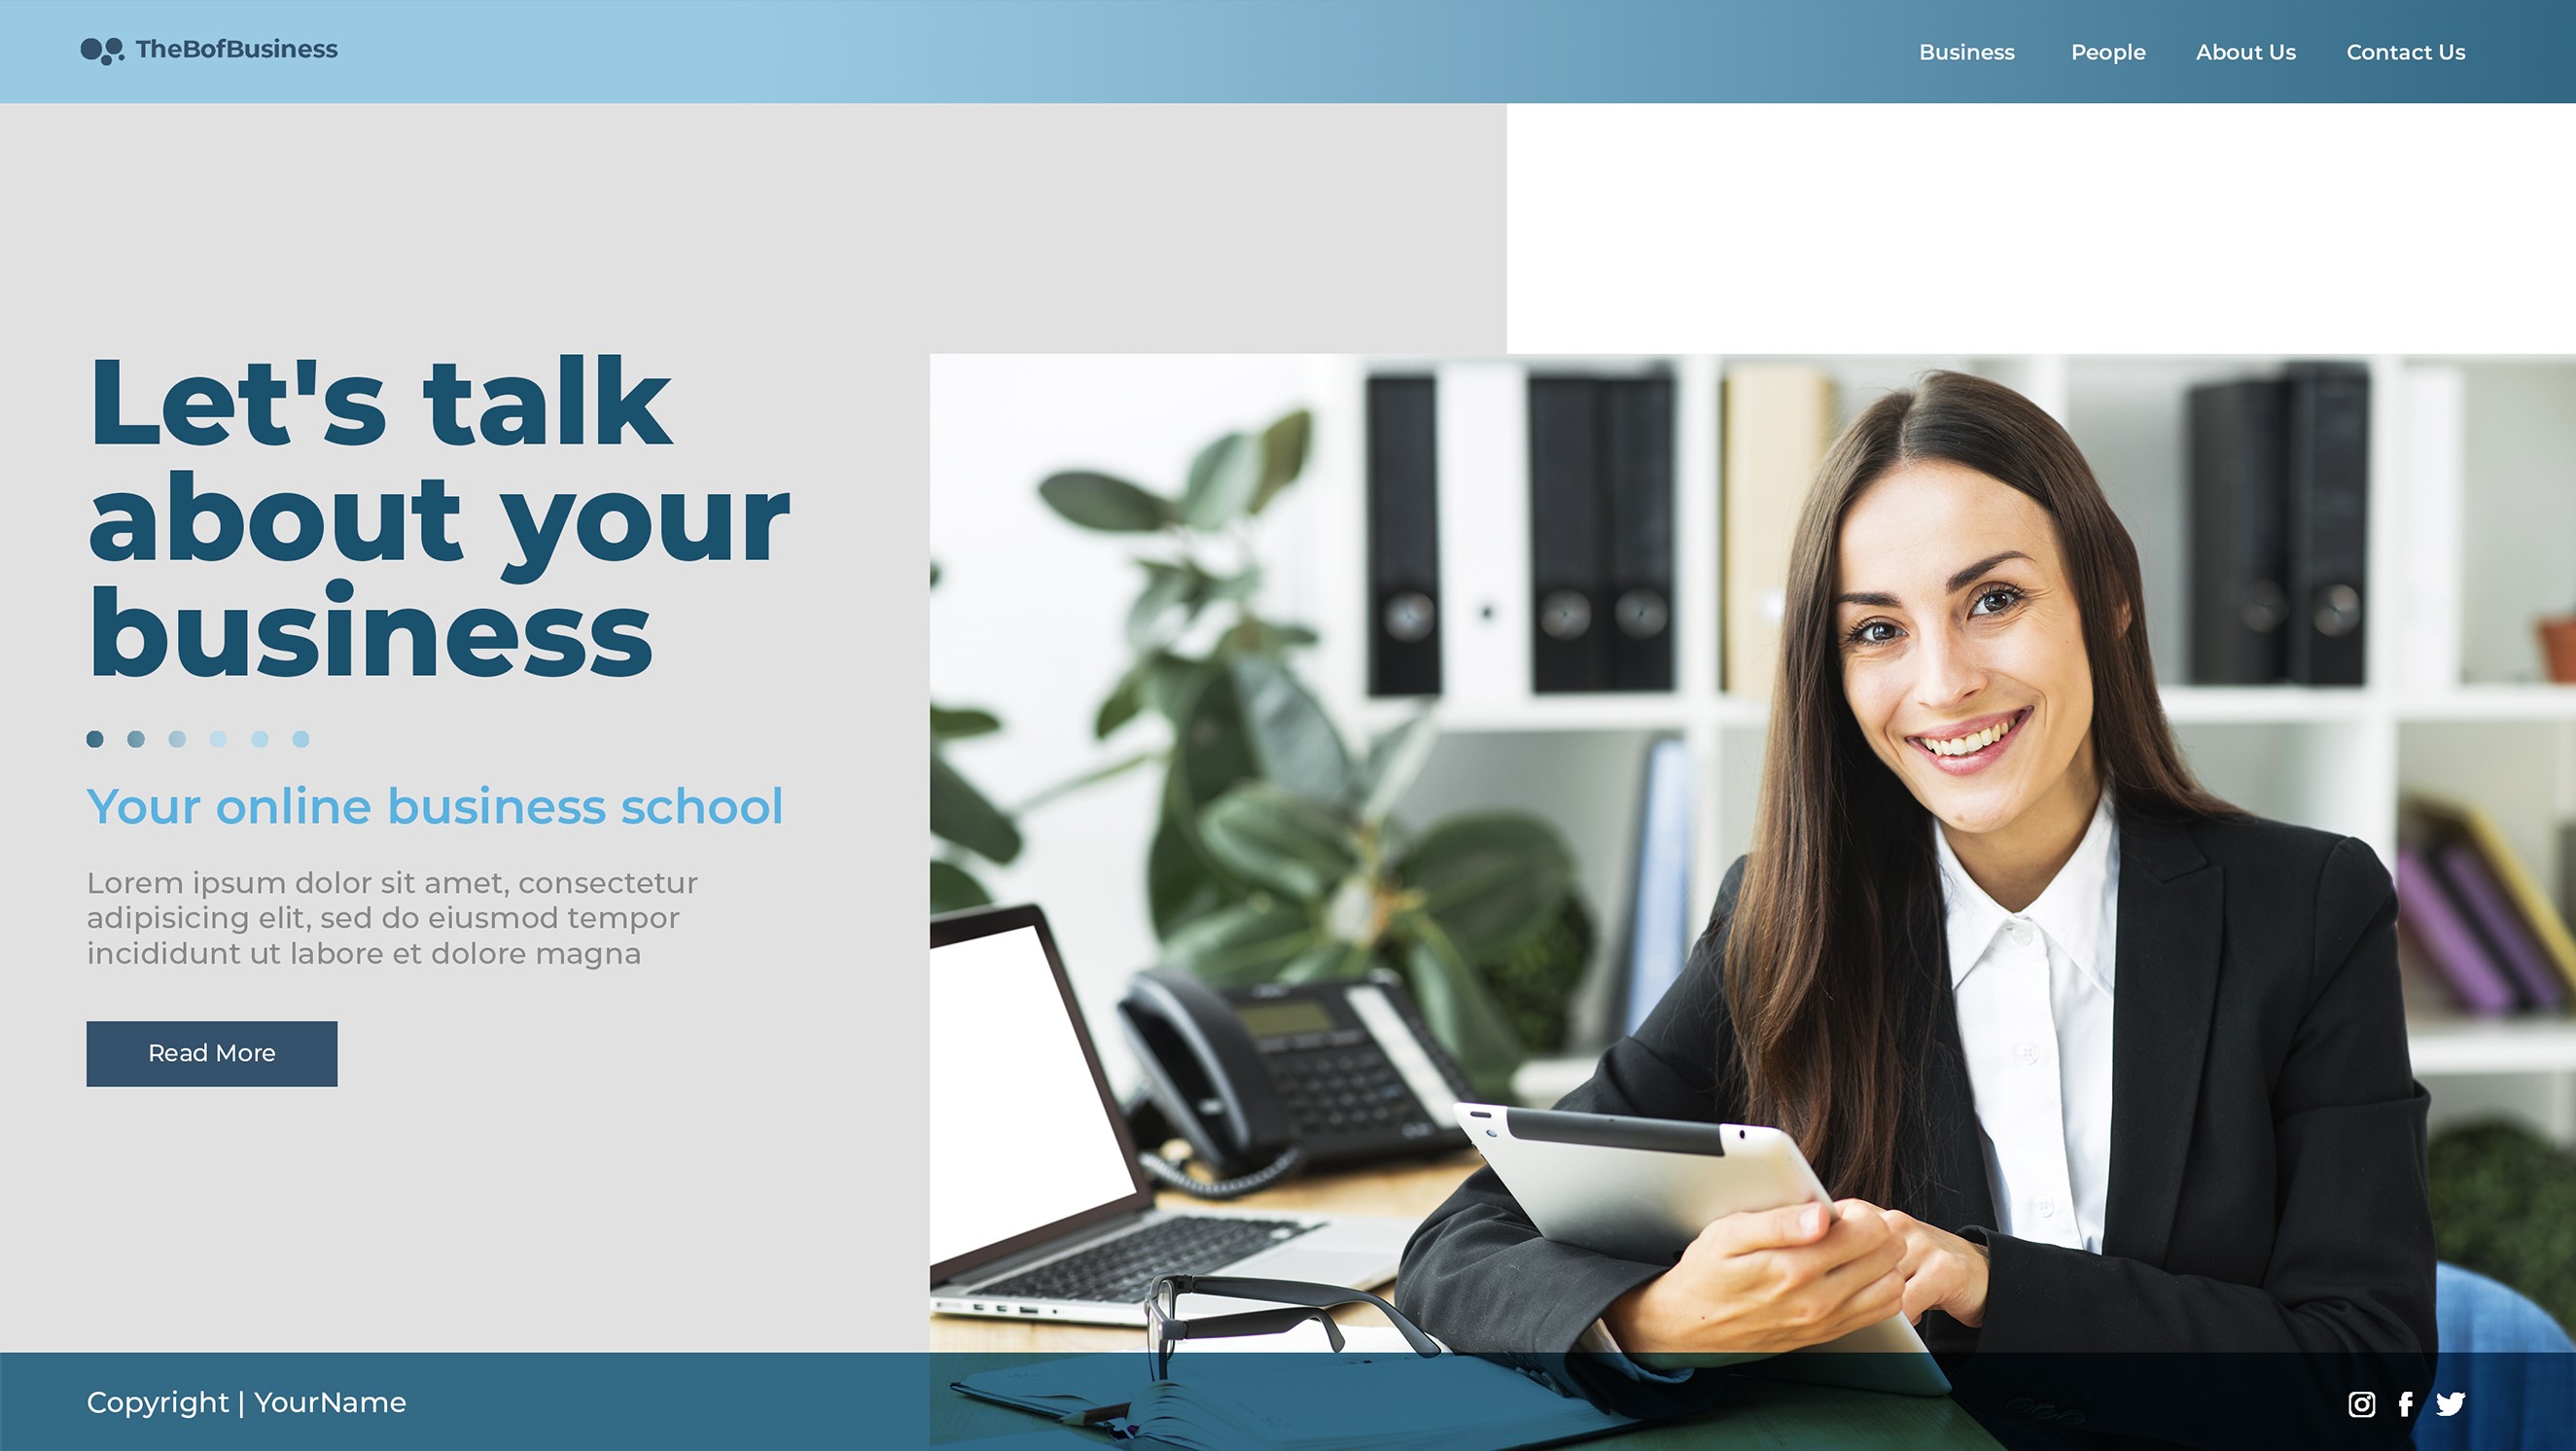 TheBofBusiness
Business People About Us Contact Us
Let's talk
about your
business
Your online business school
Lorem ipsum dolor sit amet, consectetur
adipisicing elit, sed do eiusmod tempor
incididunt ut labore et dolore magna
Read More
Copyright | YourName